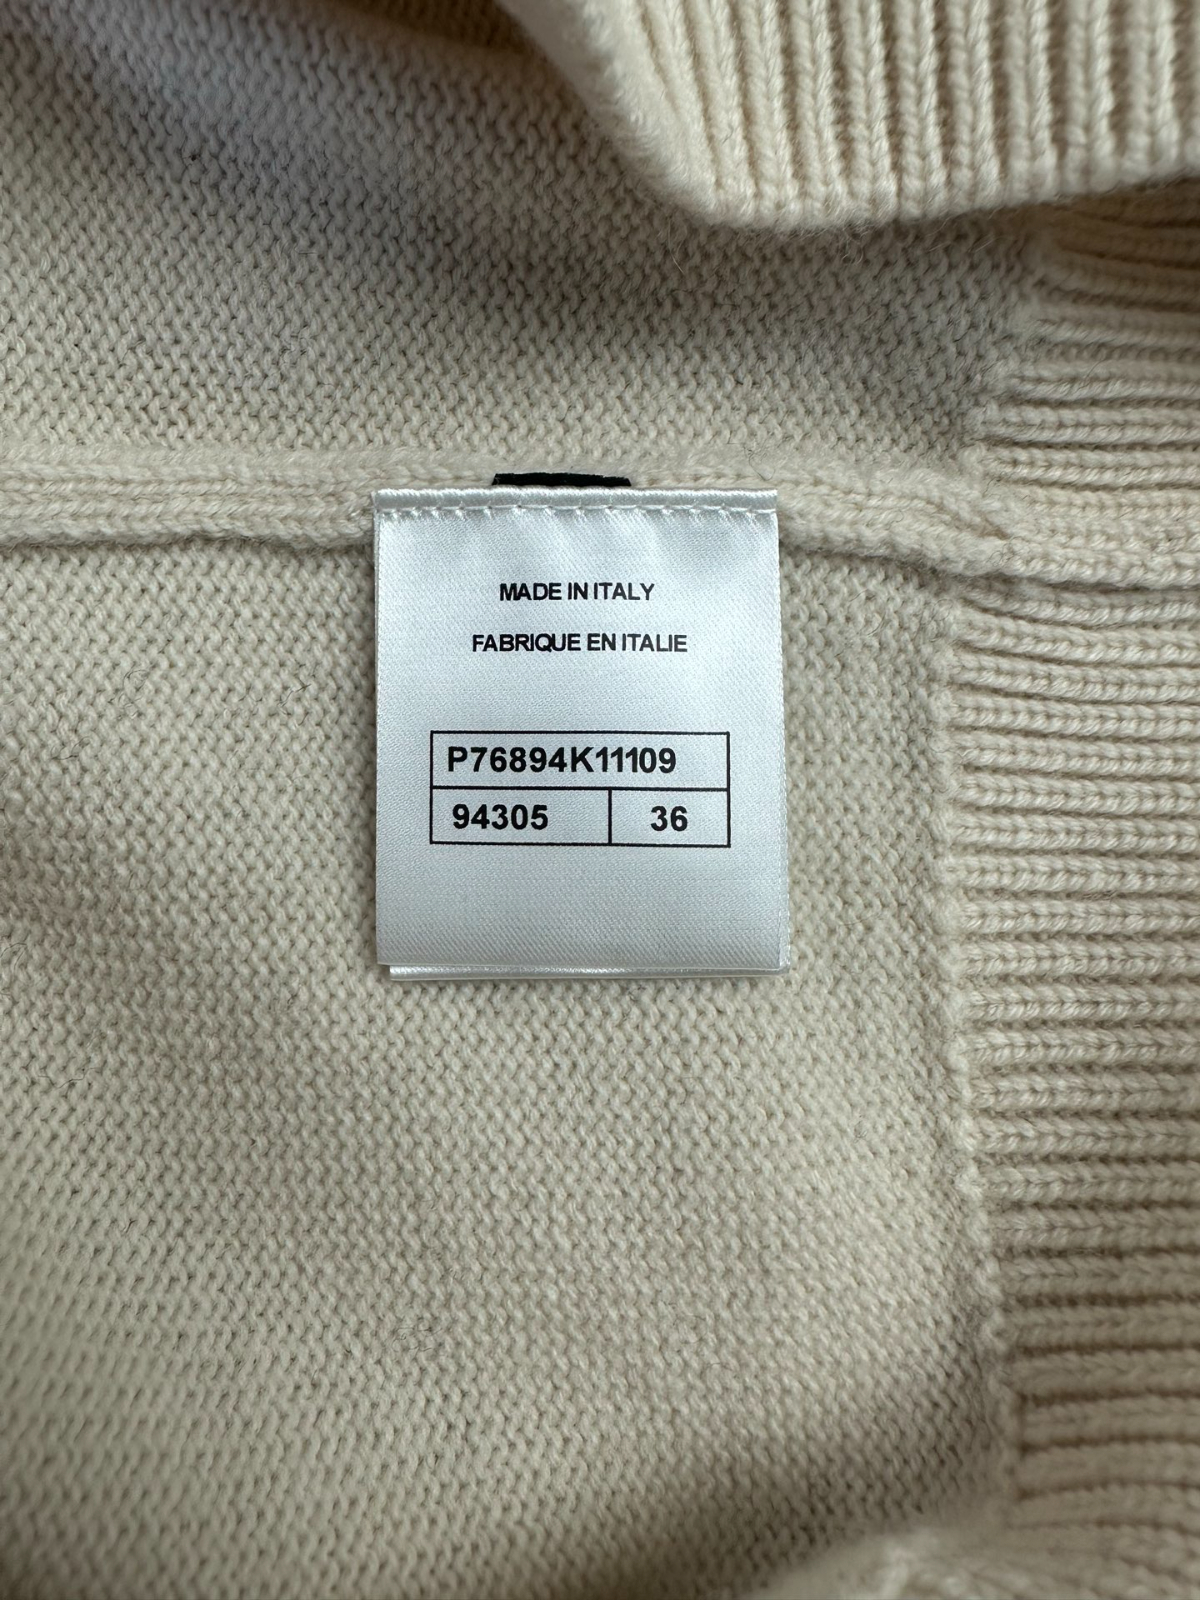 MADE IN ITALY
FABRIQUE EN ITALIE
P76894K11109
94305 36